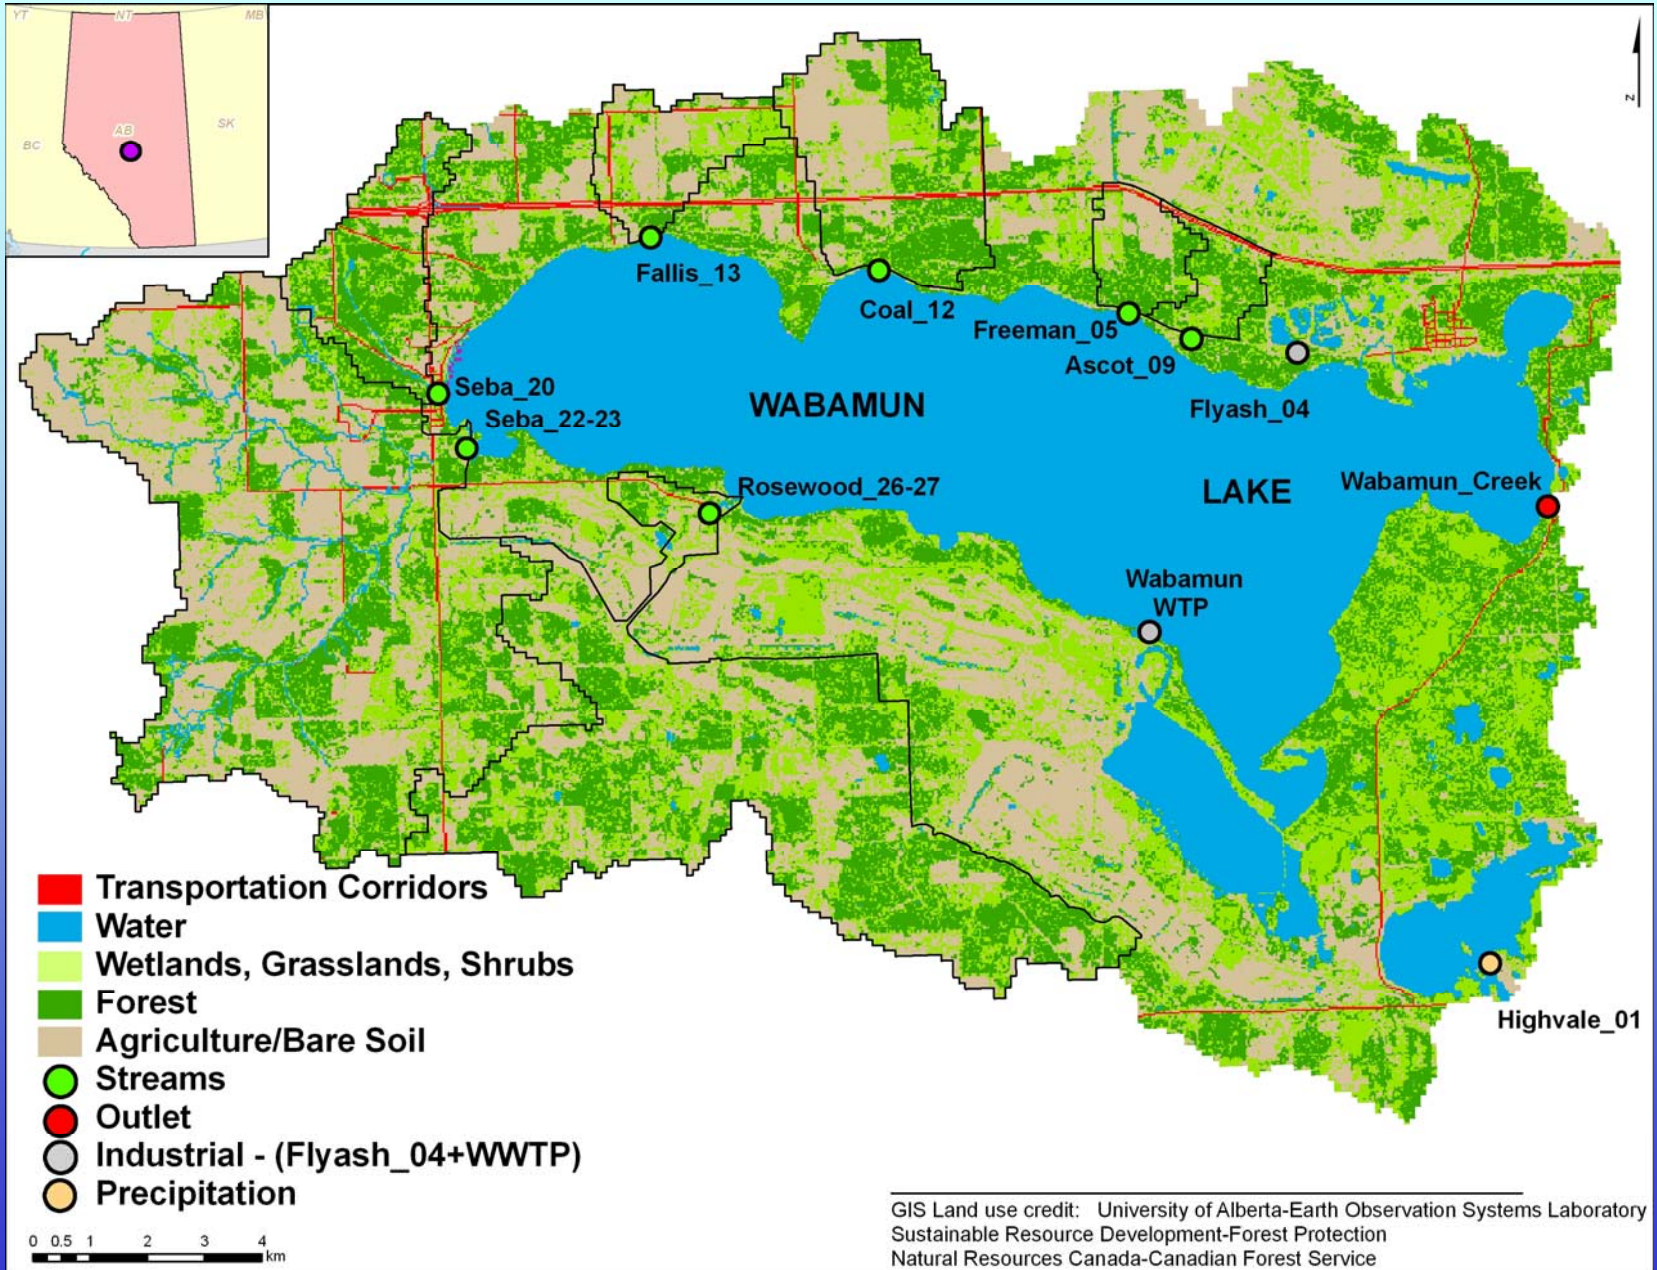 YT
NT
MB
BC
AB
SK
z
Fallis_13
Coal_12
Freeman_05
Ascot_09
Flyash_04
Seba_20
Seba_22-23
WABAMUN
LAKE
Rosewood_26-27
Wabamun_Creek
Wabamun
WTP
Highvale_01
Transportation Corridors
Water
Wetlands, Grasslands, Shrubs
Forest
Agriculture/Bare Soil
Streams
Outlet
Industrial - (Flyash_04+WWTP)
Precipitation
0 0.5 1 2 3 4
km
GIS Land use credit: University of Alberta-Earth Observation Systems Laboratory
Sustainable Resource Development-Forest Protection
Natural Resources Canada-Canadian Forest Service